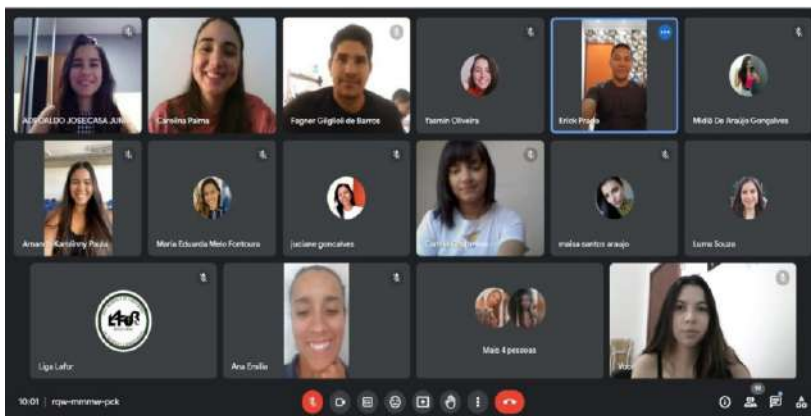 Carolina Palma
Fagner Gilglioli de Barros
Yasmin Oliveira
Erick Prado
Midiã De Araújo Gonçalves
Amanda Karolinny Paula
Maria Eduarda Melo Fontoura
juciane goncalves
maisa santos araujo
Luma Souza
Liga Lafor
Ana Emilia
Mais 4 pessoas
Você
10:01 | rqw-mmmw-pck